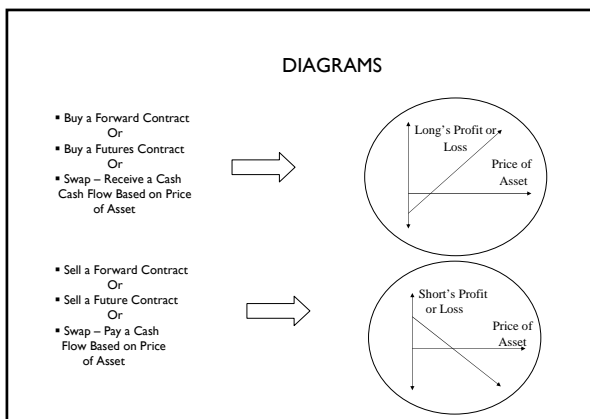 DIAGRAMS
▪ Buy a Forward Contract
Or
▪ Buy a Futures Contract
Or
▪ Swap – Receive a Cash
Cash Flow Based on Price
of Asset
Long's Profit or
Loss
Price of
Asset
▪ Sell a Forward Contract
Or
▪ Sell a Future Contract
Or
▪ Swap – Pay a Cash
Flow Based on Price
of Asset
Short's Profit
or Loss
Price of
Asset